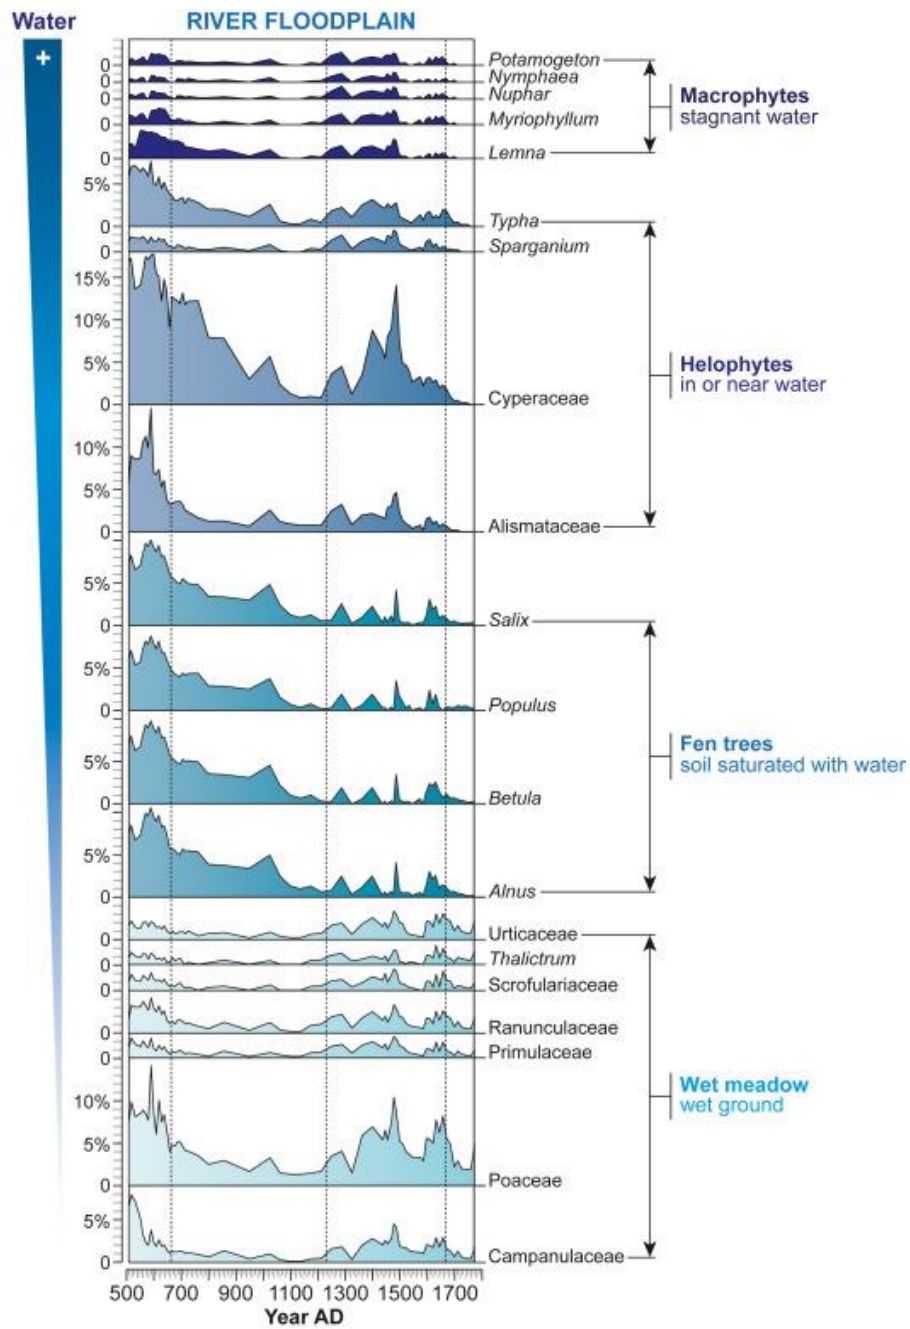 Water
RIVER FLOODPLAIN
+
0
Potamogeton
0
Nymphaea
0
Nuphar
Macrophytes
stagnant water
0
Myriophyllum
0
Lemna
5%
0
Typha
0
Sparganium
15%
10%
5%
0
Cyperaceae
Helophytes
in or near water
10%
5%
0
Alismataceae
5%
0
Salix
5%
0
Populus
Fen trees
soil saturated with water
5%
0
Betula
5%
0
Alnus
0
Urticaceae
0
Thalictrum
0
Scrofulariaceae
0
Ranunculaceae
0
Primulaceae
Wet meadow
wet ground
10%
5%
0
Poaceae
5%
0
Campanulaceae
500 700 900 1100 1300 1500 1700
Year AD